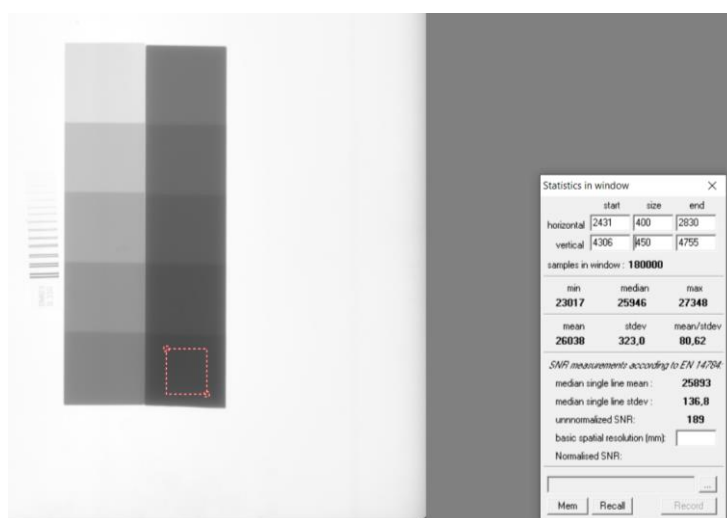 Statistics in window
start size end
horizontal 2431 400 2830
vertical 4306 450 4755
samples in window : 180000
min median max
23017 25946 27348
mean stdev mean/stdev
26038 323,0 80,62
SNR measurements according to EN 14784:
median single line mean : 25893
median single line stdev : 136,8
unnnormalized SNR: 189
basic spatial resolution (mm):
Normalised SNR:
...
Mem Recall Record